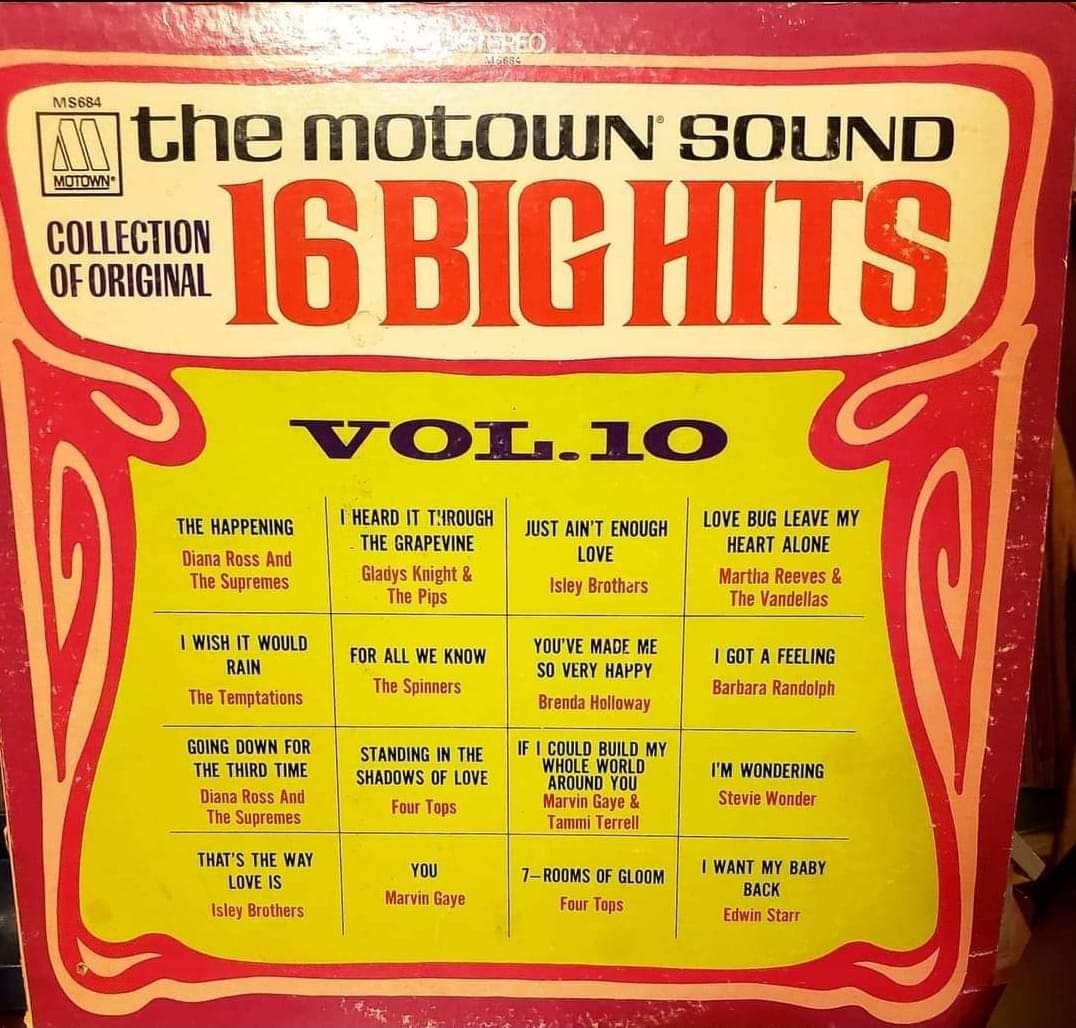 STEREO
MS684
MS684
MOTOWN®
the MOTOWN® SOUND
COLLECTION
OF ORIGINAL
16 BIG HITS
VOL.10
THE HAPPENING
Diana Ross And
The Supremes
I HEARD IT THROUGH
THE GRAPEVINE
Gladys Knight &
The Pips
JUST AIN'T ENOUGH
LOVE
Isley Brothers
LOVE BUG LEAVE MY
HEART ALONE
Martha Reeves &
The Vandellas
I WISH IT WOULD
RAIN
The Temptations
FOR ALL WE KNOW
The Spinners
YOU'VE MADE ME
SO VERY HAPPY
Brenda Holloway
I GOT A FEELING
Barbara Randolph
GOING DOWN FOR
THE THIRD TIME
Diana Ross And
The Supremes
STANDING IN THE
SHADOWS OF LOVE
Four Tops
IF I COULD BUILD MY
WHOLE WORLD
AROUND YOU
Marvin Gaye &
Tammi Terrell
I'M WONDERING
Stevie Wonder
THAT'S THE WAY
LOVE IS
Isley Brothers
YOU
Marvin Gaye
7–ROOMS OF GLOOM
Four Tops
I WANT MY BABY
BACK
Edwin Starr